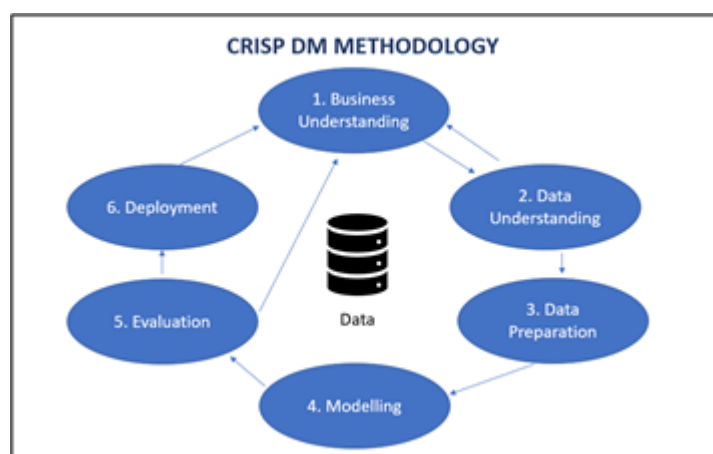 CRISP DM METHODOLOGY
1. Business
Understanding
2. Data
Understanding
3. Data
Preparation
4. Modelling
5. Evaluation
6. Deployment
Data